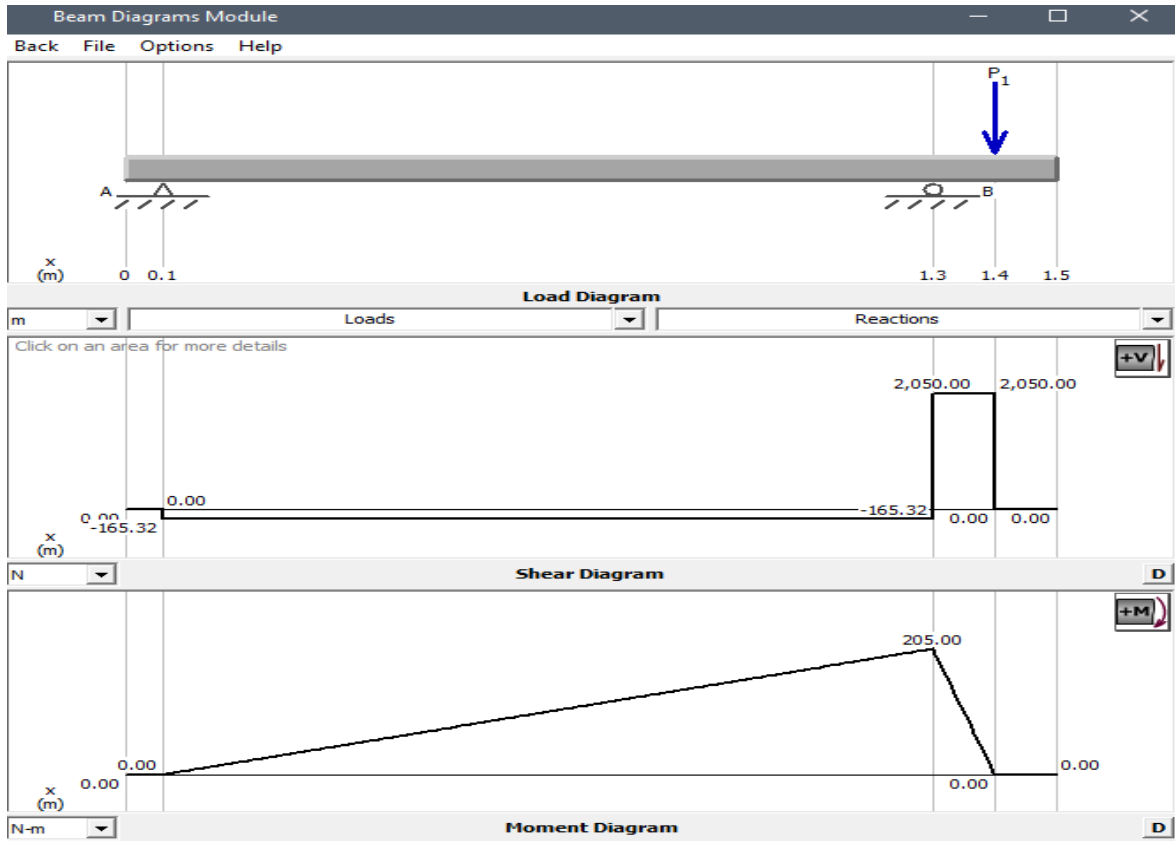 Beam Diagrams Module
Back File Options Help
P1
A
B
x
(m) 0 0.1 1.3 1.4 1.5
Load Diagram
m Loads Reactions
Click on an area for more details
+V
2,050.00 2,050.00
0.00
0.00 -165.32 0.00 0.00
-165.32
x
(m)
N Shear Diagram D
+M
205.00
0.00 0.00
0.00 0.00
x
(m)
N-m Moment Diagram D